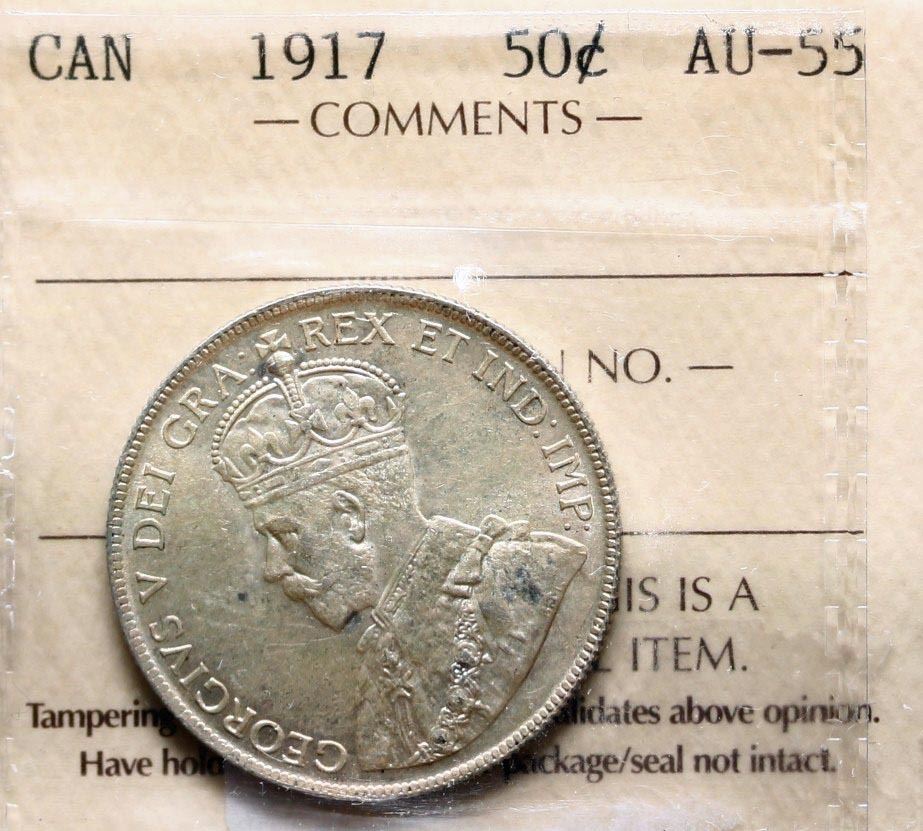 CAN 1917 50¢ AU-55
— COMMENTS —
NO. —
GEORGIVS V DEI GRA: REX ET IND: IMP:
IS IS A
ITEM.
Tampering alidates above opinion.
Have hold package/seal not intact.